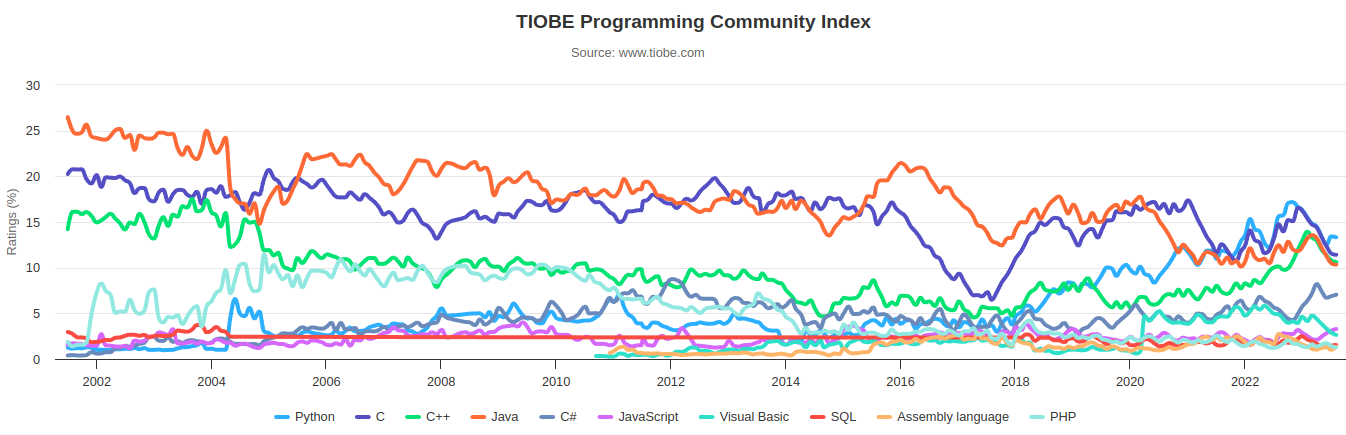 TIOBE Programming Community Index
Source: www.tiobe.com
Ratings (%)
30
25
20
15
10
5
0
2002 2004 2006 2008 2010 2012 2014 2016 2018 2020 2022
Python C C++ Java C# JavaScript Visual Basic SQL Assembly language PHP